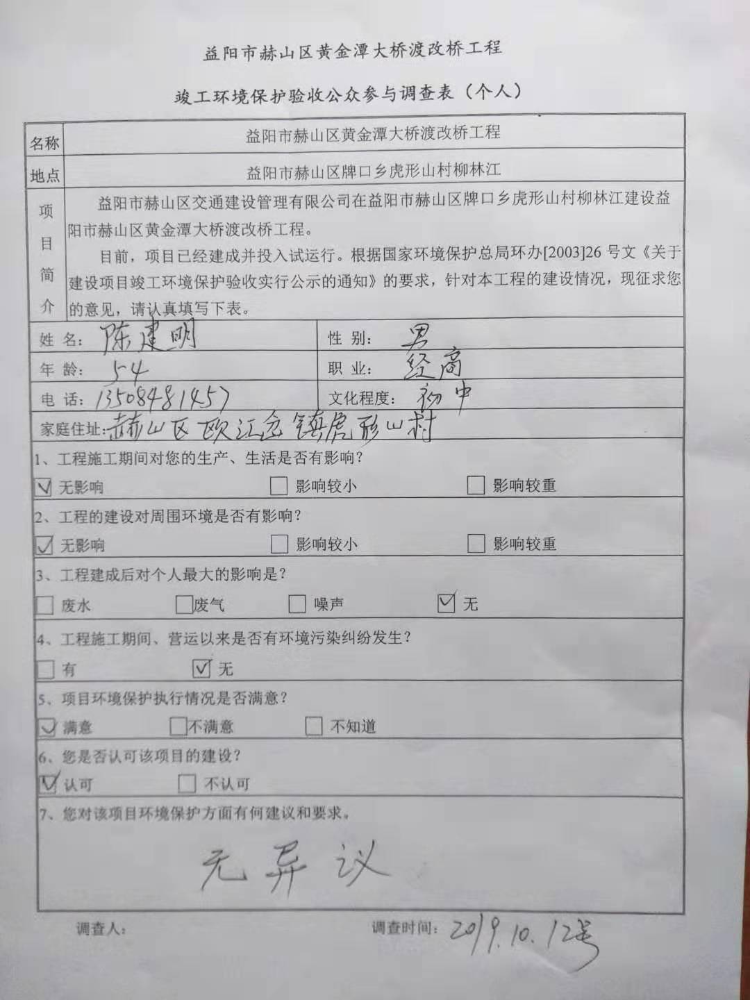 益阳市赫山区黄金潭大桥渡改桥工程
竣工环境保护验收公众参与调查表（个人）
名称 益阳市赫山区黄金潭大桥渡改桥工程
地点 益阳市赫山区牌口乡虎形山村柳林江
项目简介
益阳市赫山区交通建设管理有限公司在益阳市赫山区牌口乡虎形山村柳林江建设益
阳市赫山区黄金潭大桥渡改桥工程。
目前，项目已经建成并投入试运行。根据国家环境保护总局环办[2003]26 号文《关于
建设项目竣工环境保护验收实行公示的通知》的要求，针对本工程的建设情况，现征求您
的意见，请认真填写下表。
姓 名： 陈建明 性 别： 男
年 龄： 54 职 业： 经商
电 话： 13508481457 文化程度： 初中
家庭住址：赫山区欧江岔镇虎形山村
1、工程施工期间对您的生产、生活是否有影响？
☑ 无影响 □ 影响较小 □ 影响较重
2、工程的建设对周围环境是否有影响？
☑ 无影响 □ 影响较小 □ 影响较重
3、工程建成后对个人最大的影响是？
□ 废水 □废气 □ 噪声 ☑ 无
4、工程施工期间、营运以来是否有环境污染纠纷发生？
□ 有 ☑ 无
5、项目环境保护执行情况是否满意？
☑ 满意 □不满意 □ 不知道
6、您是否认可该项目的建设？
☑ 认可 □ 不认可
7、您对该项目环境保护方面有何建议和要求。
无异议
调查人： 调查时间：2019.10.12号